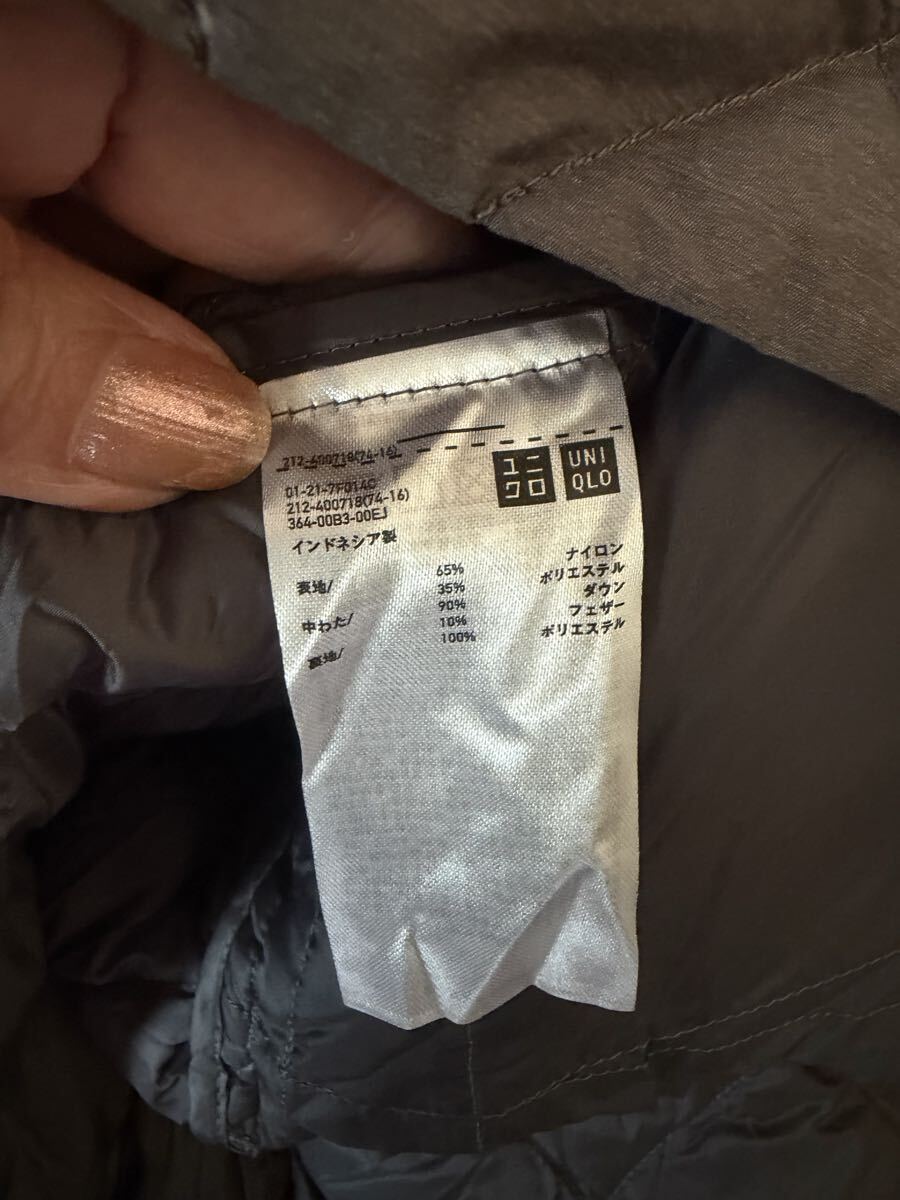 212-400718(74-16)
ユニ
クロ
UNI
QLO
01-21-7F014C
212-400718(74-16)
364-00B3-00EJ
インドネシア製
表地/ 65% ナイロン
35% ポリエステル
中わた/ 90% ダウン
10% フェザー
裏地/ 100% ポリエステル